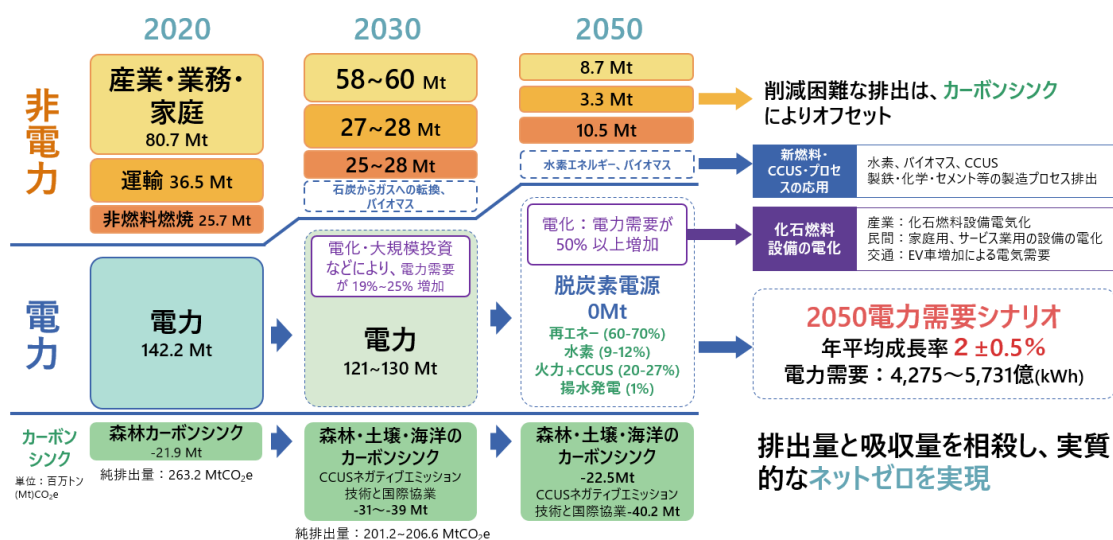 2020
2030
2050
非電力
産業・業務・
家庭
80.7 Mt
運輸 36.5 Mt
非燃料燃焼 25.7 Mt
58~60 Mt
27~28 Mt
25~28 Mt
石炭からガスへの転換、
バイオマス
8.7 Mt
3.3 Mt
10.5 Mt
水素エネルギー、バイオマス
削減困難な排出は、カーボンシンク
によりオフセット
新燃料・
CCUS・プロセ
スの応用
水素、バイオマス、CCUS
製鉄・化学・セメント等の製造プロセス排出
化石燃料
設備の電化
産業：化石燃料設備電気化
民間：家庭用、サービス業用の設備の電化
交通：EV車増加による電気需要
電力
電力
142.2 Mt
電化・大規模投資
などにより、電力需要
が 19%~25% 増加
電力
121~130 Mt
電化：電力需要が
50% 以上増加
脱炭素電源
0Mt
再エネー (60-70%)
水素 (9-12%)
火力+CCUS (20-27%)
揚水発電 (1%)
2050電力需要シナリオ
年平均成長率 2 ±0.5%
電力需要：4,275～5,731億(kWh)
カーボン
シンク
単位：百万トン
(Mt)CO₂e
森林カーボンシンク
-21.9 Mt
純排出量：263.2 MtCO₂e
森林・土壌・海洋の
カーボンシンク
CCUSネガティブエミッション
技術と国際協業
-31～-39 Mt
純排出量：201.2~206.6 MtCO₂e
森林・土壌・海洋の
カーボンシンク
-22.5Mt
CCUSネガティブエミッション
技術と国際協業-40.2 Mt
排出量と吸収量を相殺し、実質
的なネットゼロを実現